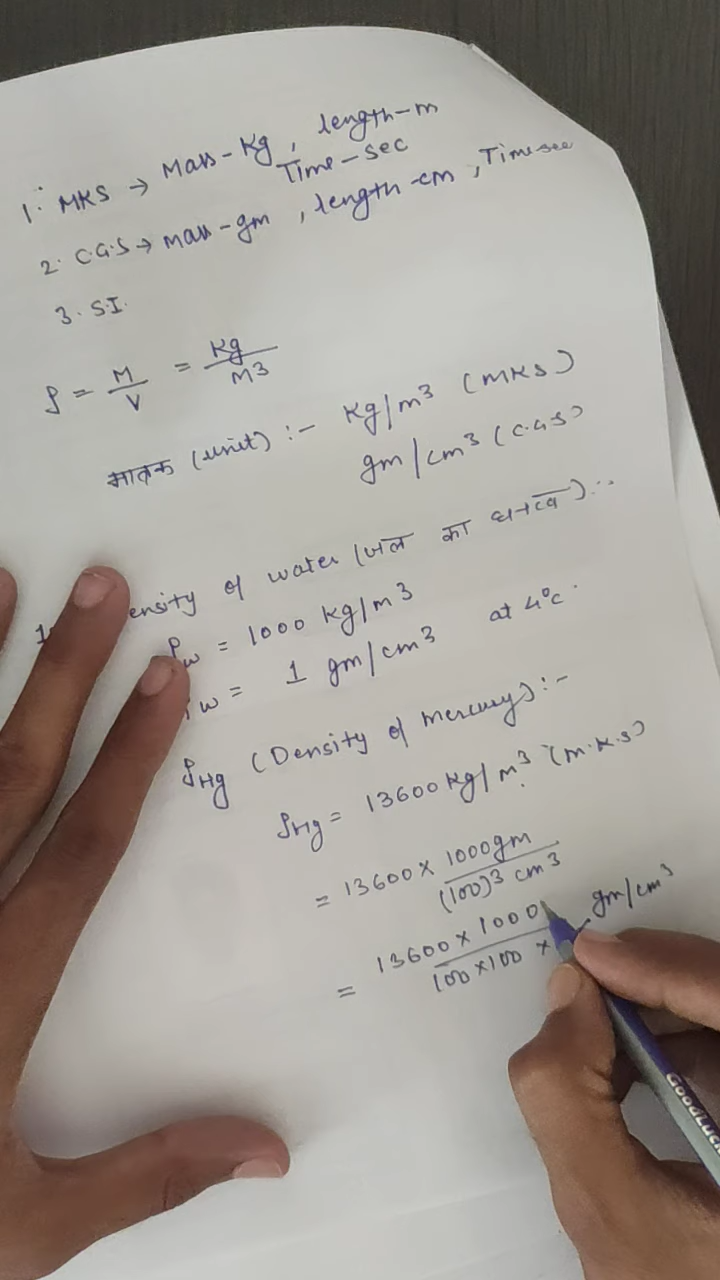 1. MKS → Mass - Kg, length - m
Time - sec
2. C.G.S → mass - gm, length - cm, Time sec
3. S.I.
ρ = M/V = Kg/M3
मात्रक (unit) :- Kg/m³ (MKS)
gm/cm³ (C.G.S)
ensity of water (जल का घनत्व) :-
ρw = 1000 Kg/m3
w = 1 gm/cm3 at 4°c.
ρHg (Density of mercury) :-
ρHg = 13600 Kg/m³ (M.K.S)
= 13600 × 1000gm/(100)3 cm3
= 13600 × 1000/100 × 100 × gm/cm³
GOODLUCK